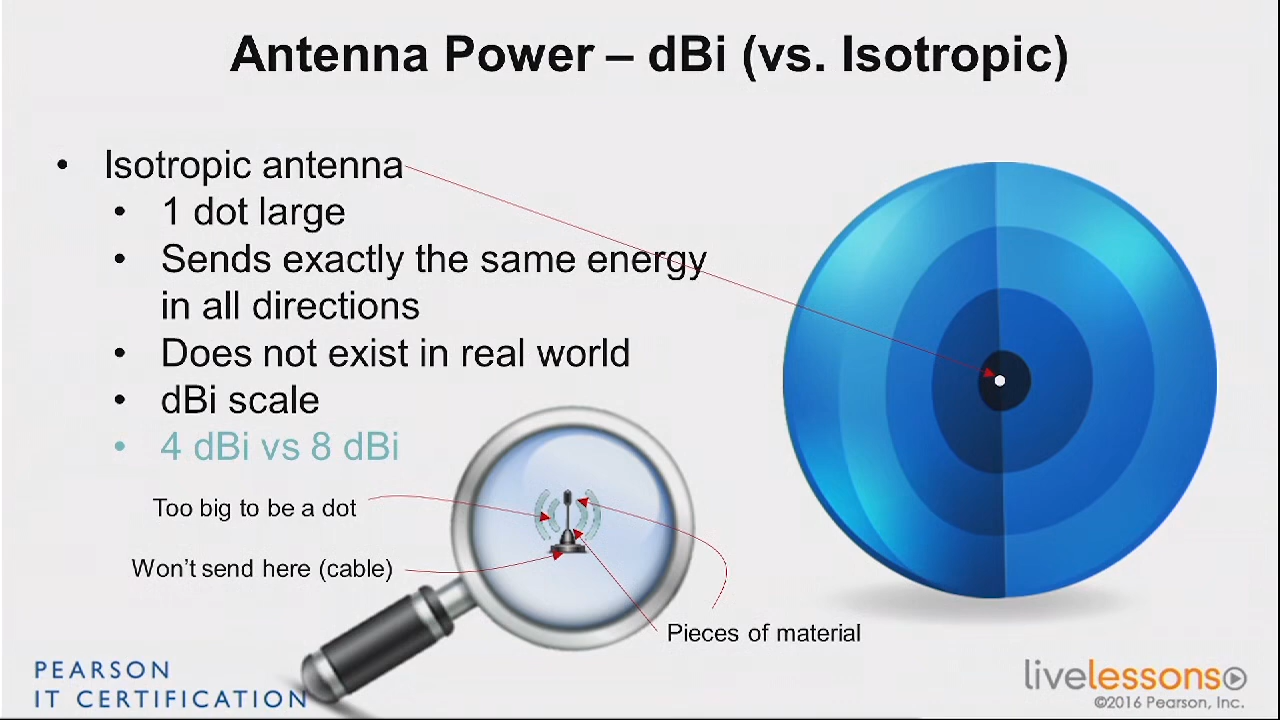 Antenna Power – dBi (vs. Isotropic)
• Isotropic antenna
• 1 dot large
• Sends exactly the same energy
in all directions
• Does not exist in real world
• dBi scale
• 4 dBi vs 8 dBi
Too big to be a dot
Won't send here (cable)
Pieces of material
PEARSON
IT CERTIFICATION
livelessons
©2016 Pearson, Inc.